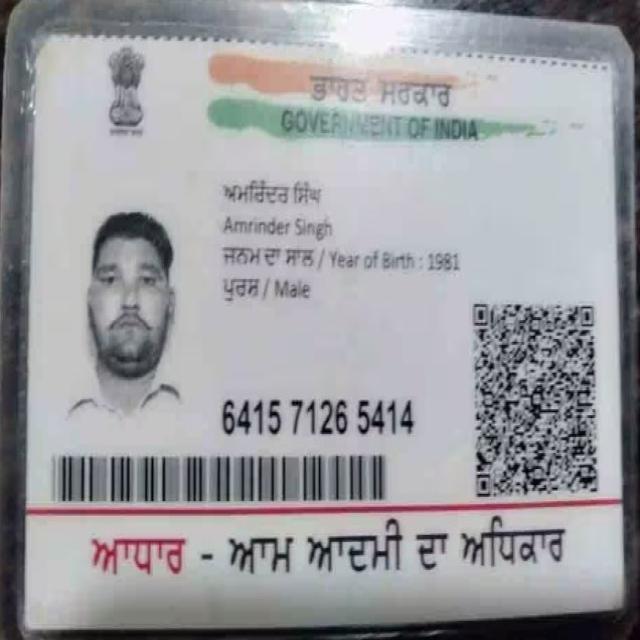 ਭਾਰਤ ਸਰਕਾਰ
GOVERNMENT OF INDIA
ਅਮਰਿੰਦਰ ਸਿੰਘ
Amrinder Singh
ਜਨਮ ਦਾ ਸਾਲ / Year of Birth : 1981
ਪੁਰਸ਼ / Male
6415 7126 5414
ਆਧਾਰ - ਆਮ ਆਦਮੀ ਦਾ ਅਧਿਕਾਰ